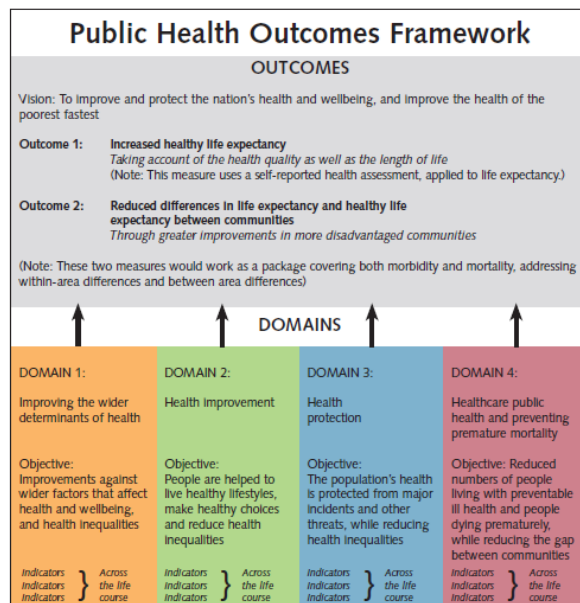 Public Health Outcomes Framework
OUTCOMES
Vision: To improve and protect the nation's health and wellbeing, and improve the health of the
poorest fastest
Outcome 1: Increased healthy life expectancy
Taking account of the health quality as well as the length of life
(Note: This measure uses a self-reported health assessment, applied to life expectancy.)
Outcome 2: Reduced differences in life expectancy and healthy life
expectancy between communities
Through greater improvements in more disadvantaged communities
(Note: These two measures would work as a package covering both morbidity and mortality, addressing
within-area differences and between area differences)
DOMAINS
DOMAIN 1:
Improving the wider
determinants of health
Objective:
Improvements against
wider factors that affect
health and wellbeing,
and health inequalities
Indicators
Indicators
Indicators
} Across
the life
course
DOMAIN 2:
Health improvement
Objective:
People are helped to
live healthy lifestyles,
make healthy choices
and reduce health
inequalities
Indicators
Indicators
Indicators
} Across
the life
course
DOMAIN 3:
Health
protection
Objective:
The population's health
is protected from major
incidents and other
threats, while reducing
health inequalities
Indicators
Indicators
Indicators
} Across
the life
course
DOMAIN 4:
Healthcare public
health and preventing
premature mortality
Objective: Reduced
numbers of people
living with preventable
ill health and people
dying prematurely,
while reducing the gap
between communities
Indicators
Indicators
Indicators
} Across
the life
course